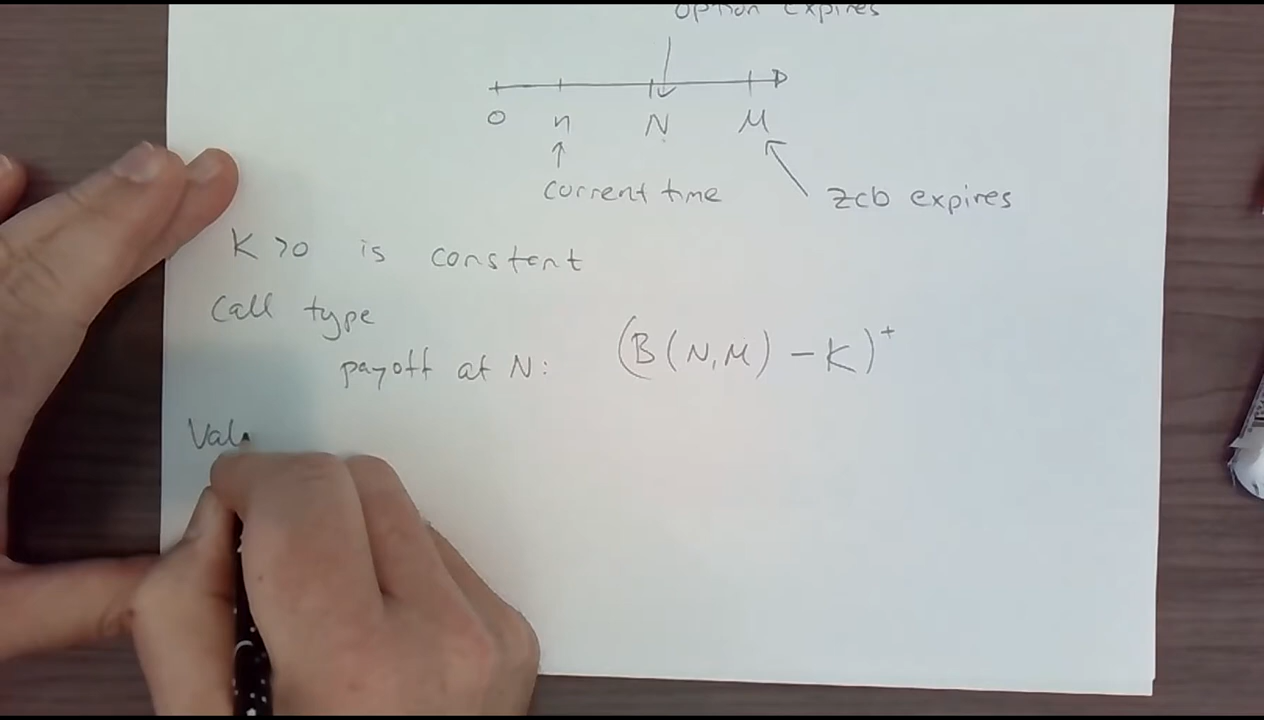 option expires
0 n N M
current time
zcb expires
K >0 is constant
Call type
payoff at N: (B(N,M) - K)⁺
Val